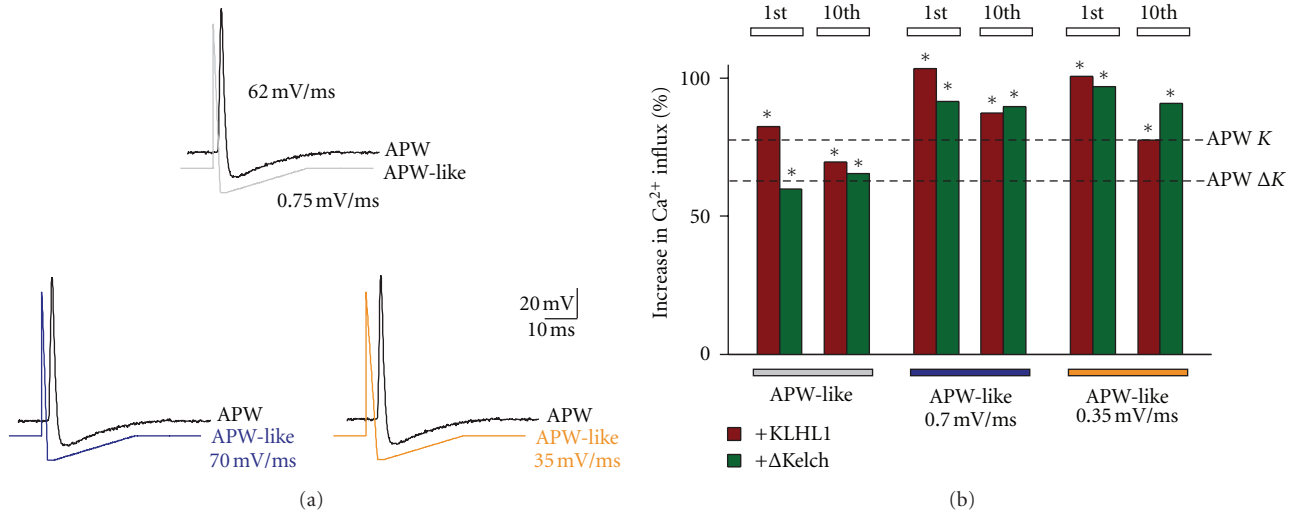 62 mV/ms
APW
APW-like
0.75 mV/ms
20 mV
10 ms
APW
APW-like
70 mV/ms
APW
APW-like
35 mV/ms
(a)
1st 10th 1st 10th 1st 10th
Increase in Ca²⁺ influx (%)
100
50
0
* * * * * * * * * * * *
APW K
APW ΔK
APW-like
APW-like
0.7 mV/ms
APW-like
0.35 mV/ms
+KLHL1
+ΔKelch
(b)